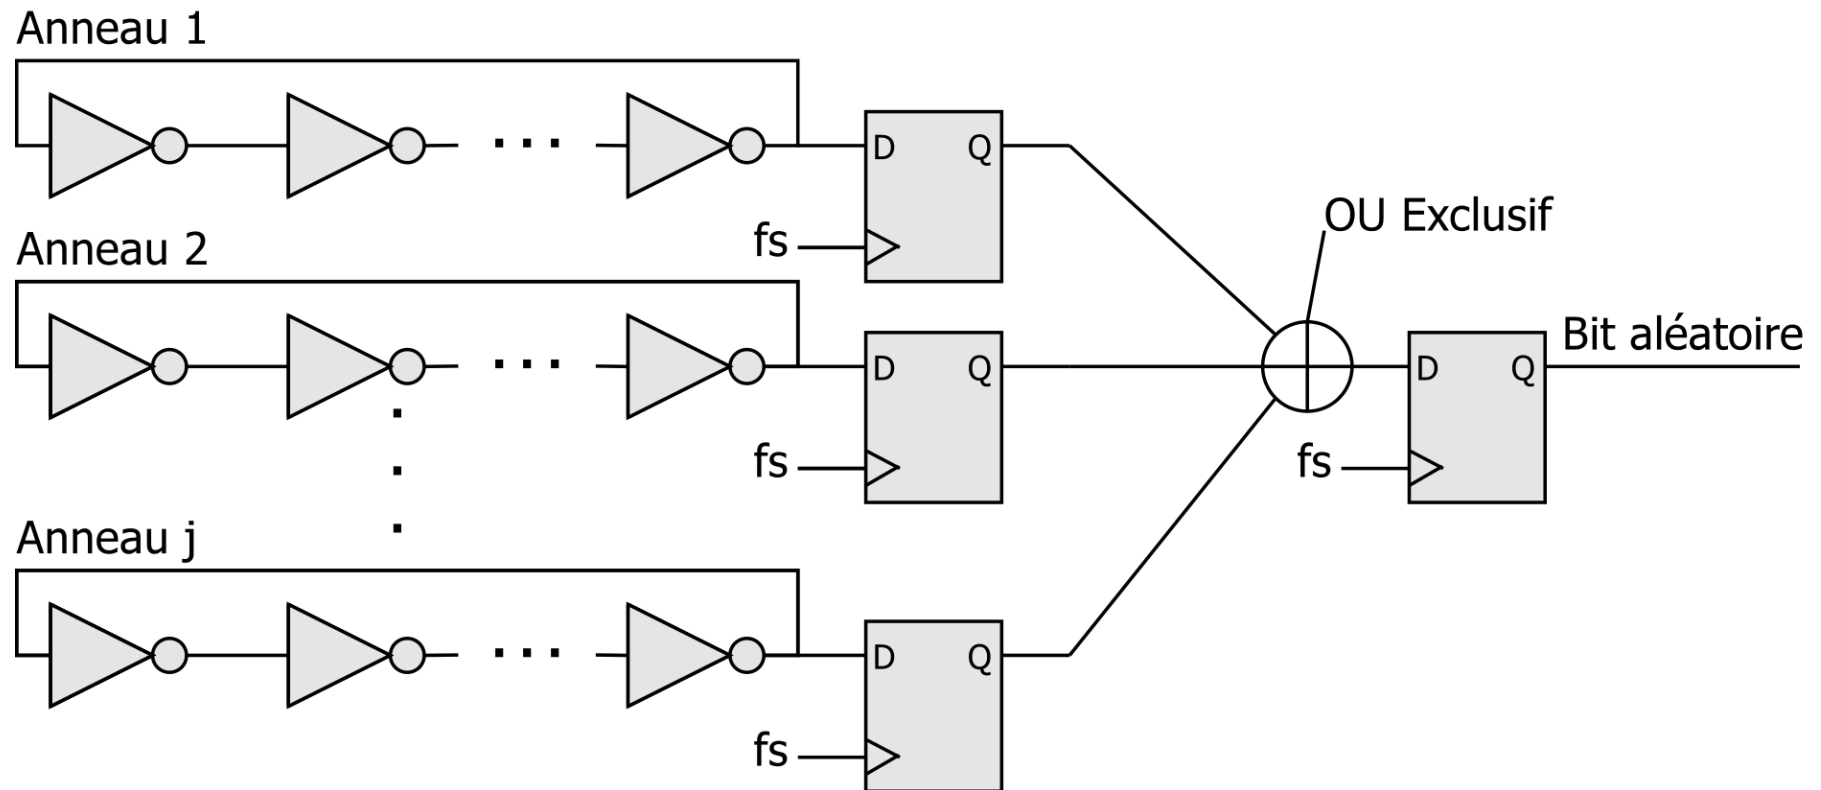 Anneau 1
D Q
fs
OU Exclusif
Anneau 2
Bit aléatoire
D Q
D Q
fs
fs
Anneau j
D Q
fs